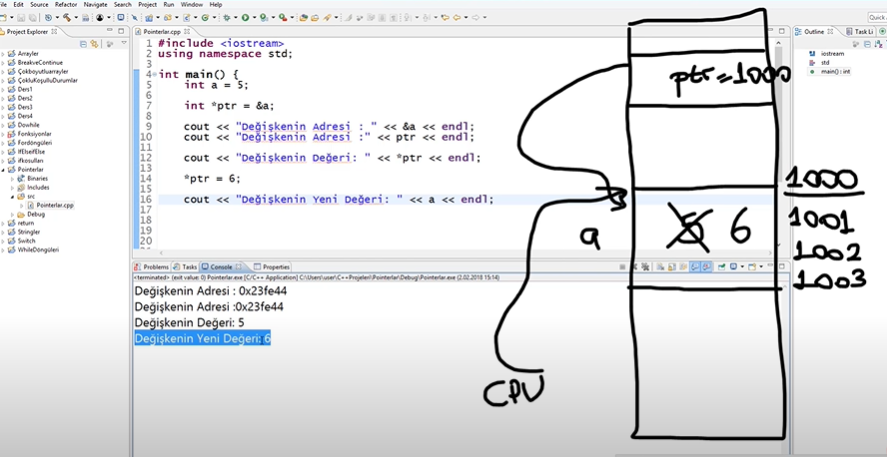 File Edit Source Refactor Navigate Search Project Run Window Help
Quick
Project Explorer
Arrayler
BreakveContinue
Çokboyutluarrayler
ÇokluKoşulluDurumlar
Ders1
Ders2
Ders3
Ders4
Dowhile
Fonksiyonlar
Fordöngüleri
IfElseifElse
ifkosulları
Pointerlar
Binaries
Includes
src
Pointerlar.cpp
Debug
return
Stringler
Switch
WhileDöngüleri
Pointerlar.cpp
1 #include <iostream>
2 using namespace std;
3
4 int main() {
5 int a = 5;
6
7 int *ptr = &a;
8
9 cout << "Değişkenin Adresi : " << &a << endl;
10 cout << "Değişkenin Adresi :" << ptr << endl;
11
12 cout << "Değişkenin Değeri: " << *ptr << endl;
13
14 *ptr = 6;
15
16 cout << "Değişkenin Yeni Değeri: " << a << endl;
17
18
19
20
Outline Task Li
iostream
std
main() : int
ptr=1000
1000
a
5 6
1001
1002
1003
CPU
Problems Tasks Console Properties
<terminated> (exit value: 0) Pointerlar.exe [C/C++ Application] C:\Users\user\C++Projeleri\Pointerlar\Debug\Pointerlar.exe (2.02.2018 15:14)
Değişkenin Adresi : 0x23fe44
Değişkenin Adresi :0x23fe44
Değişkenin Değeri: 5
Değişkenin Yeni Değeri: 6